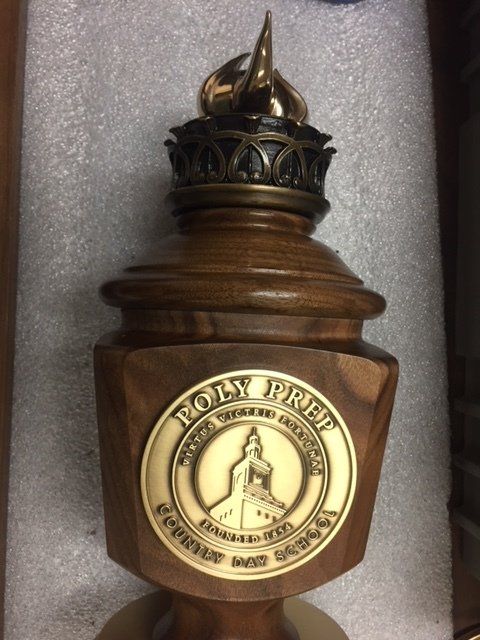 POLY PREP
VIRTUS VICTRIX FORTUNAE
FOUNDED 1854
COUNTRY DAY SCHOOL